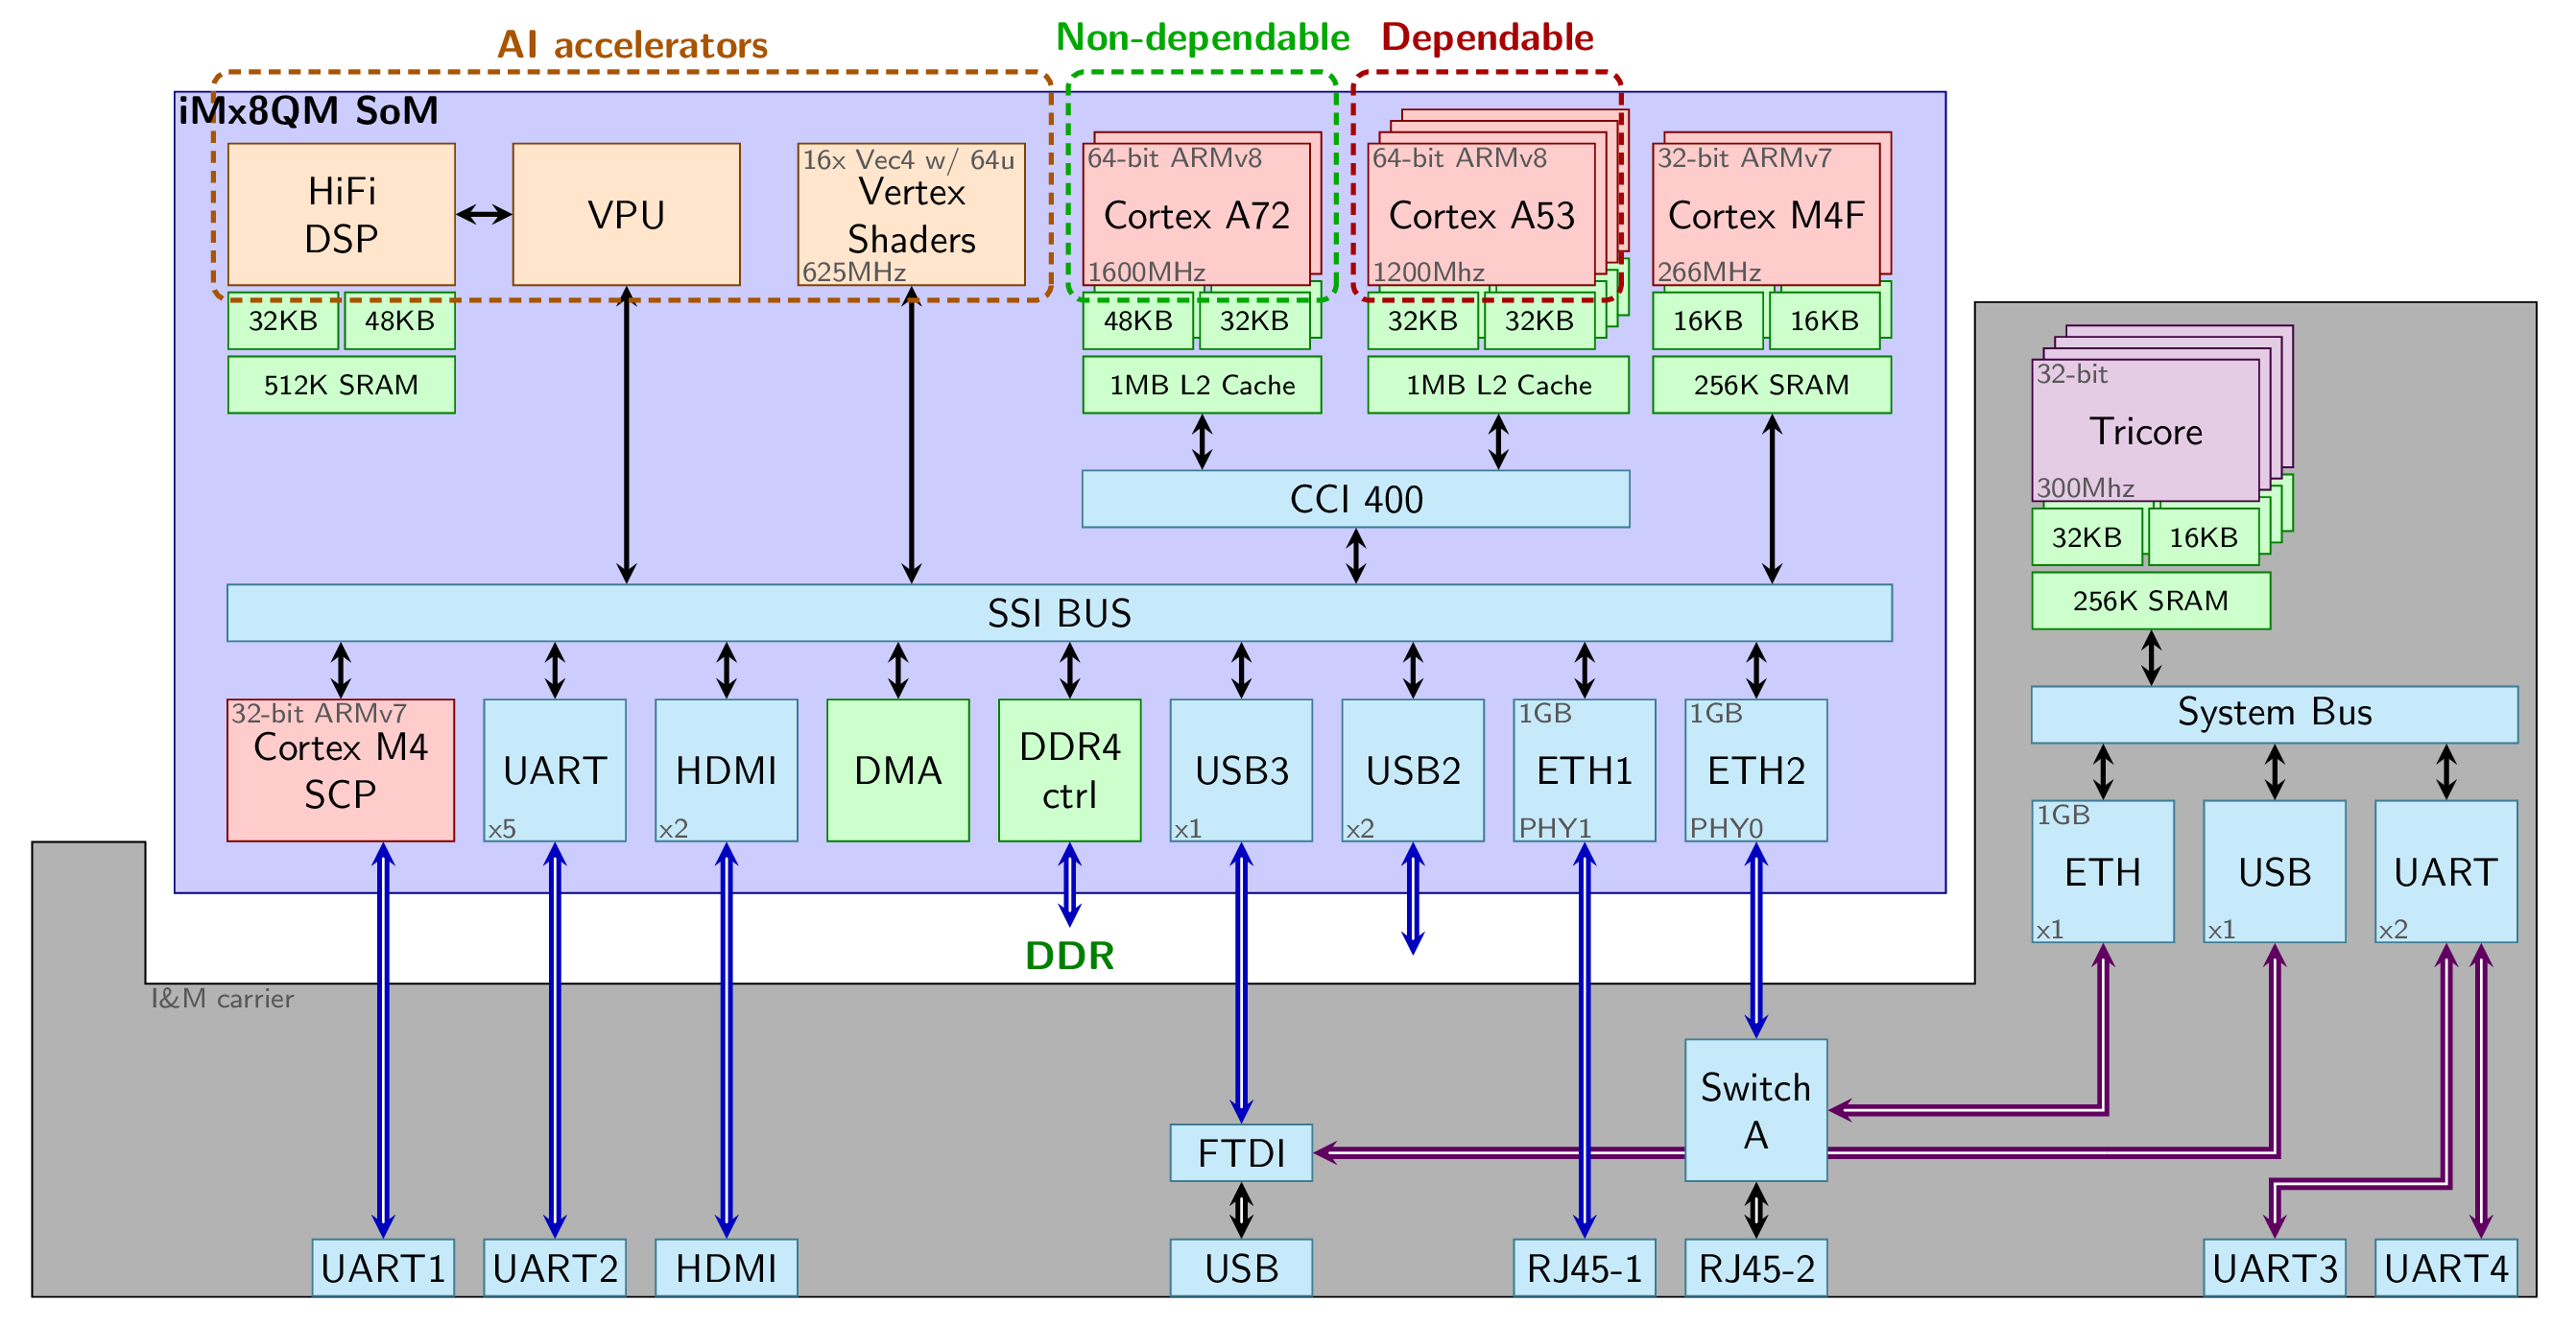 AI accelerators
Non-dependable
Dependable
iMx8QM SoM
HiFi
DSP
VPU
16x Vec4 w/ 64u
Vertex
Shaders
625MHz
64-bit ARMv8
Cortex A72
1600MHz
64-bit ARMv8
Cortex A53
1200Mhz
32-bit ARMv7
Cortex M4F
266MHz
32KB
48KB
48KB
32KB
32KB
32KB
16KB
16KB
512K SRAM
1MB L2 Cache
1MB L2 Cache
256K SRAM
CCI 400
SSI BUS
32-bit
Tricore
300Mhz
32KB
16KB
256K SRAM
System Bus
32-bit ARMv7
Cortex M4
SCP
UART
x5
HDMI
x2
DMA
DDR4
ctrl
USB3
x1
USB2
x2
1GB
ETH1
PHY1
1GB
ETH2
PHY0
1GB
ETH
x1
USB
x1
UART
x2
DDR
I&M carrier
Switch
A
FTDI
UART1
UART2
HDMI
USB
RJ45-1
RJ45-2
UART3
UART4